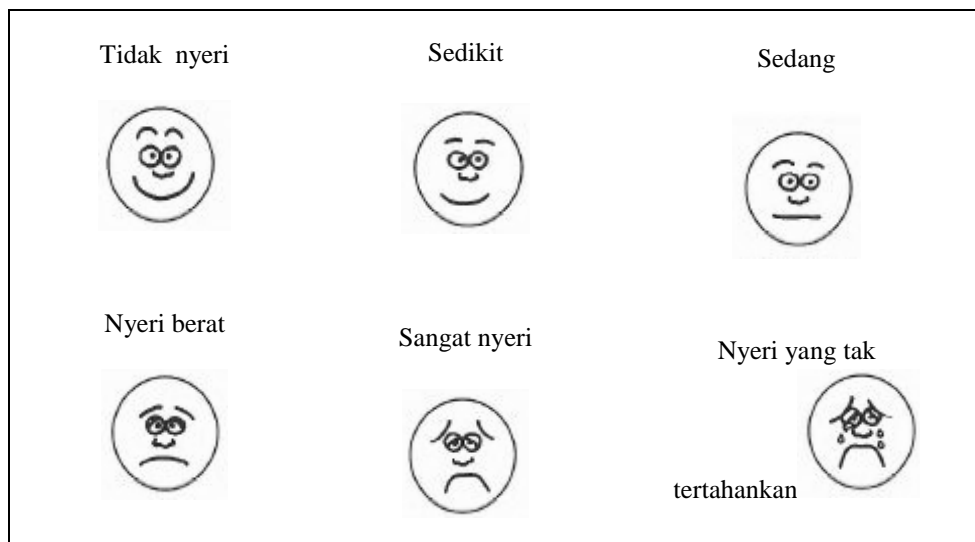 Tidak  nyeri
Sedikit
Sedang
Nyeri berat
Sangat nyeri
Nyeri yang tak
tertahankan